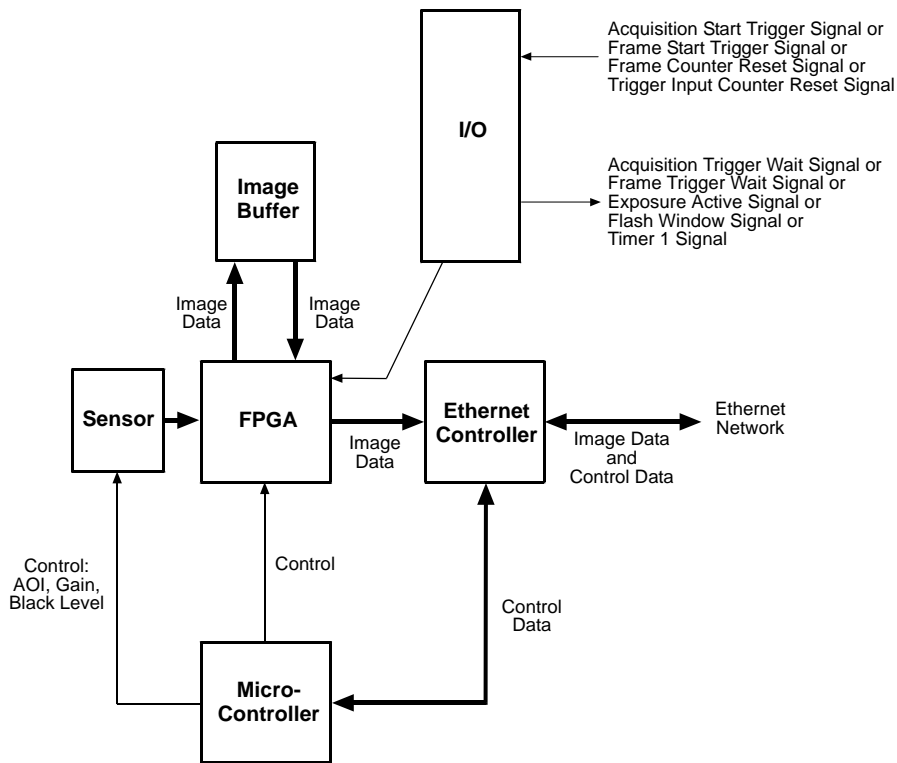 Acquisition Start Trigger Signal or
Frame Start Trigger Signal or
Frame Counter Reset Signal or
Trigger Input Counter Reset Signal
I/O
Acquisition Trigger Wait Signal or
Frame Trigger Wait Signal or
Exposure Active Signal or
Flash Window Signal or
Timer 1 Signal
Image
Buffer
Image
Data
Image
Data
Sensor
FPGA
Image
Data
Ethernet
Controller
Image Data
and
Control Data
Ethernet
Network
Control:
AOI, Gain,
Black Level
Control
Control
Data
Micro-
Controller